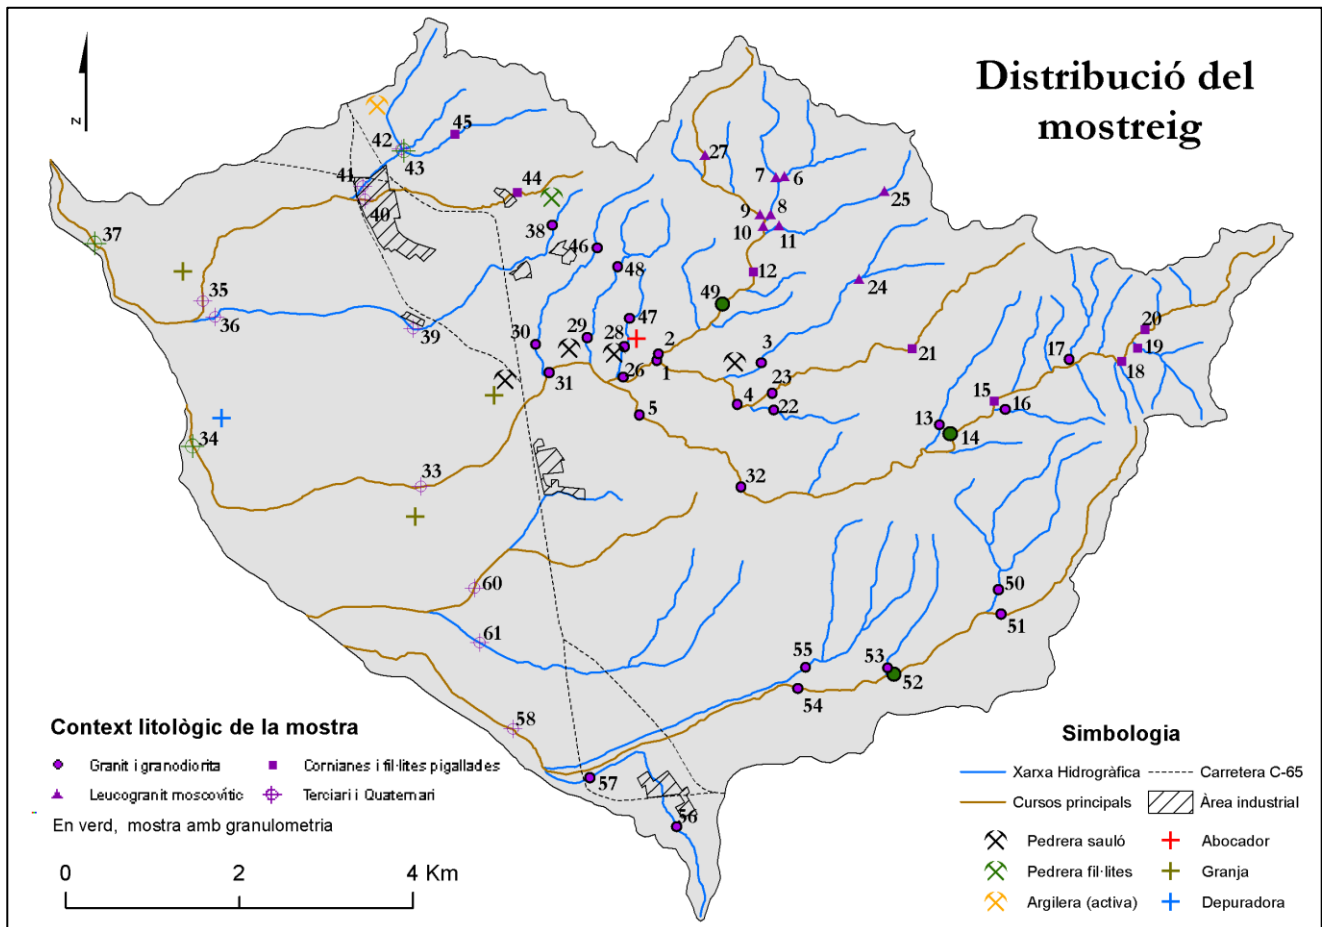 Distribució del
mostreig
z
45
42
43
41
40
44
27
7
6
25
37
38
46
9
8
10
11
35
36
48
12
24
49
39
47
30
29
28
2
3
21
20
19
17
18
1
26
31
23
4
22
5
15
16
13
14
34
33
32
60
50
51
61
55
53
52
54
58
57
56
Context litològic de la mostra
Granit i granodiorita
Cornianes i fil·lites pigallades
Leucogranit moscovític
Terciari i Quaternari
En verd, mostra amb granulometria
0
2
4 Km
Simbologia
Xarxa Hidrogràfica
Carretera C-65
Cursos principals
Àrea industrial
Pedrera sauló
Abocador
Pedrera fil·lites
Granja
Argilera (activa)
Depuradora